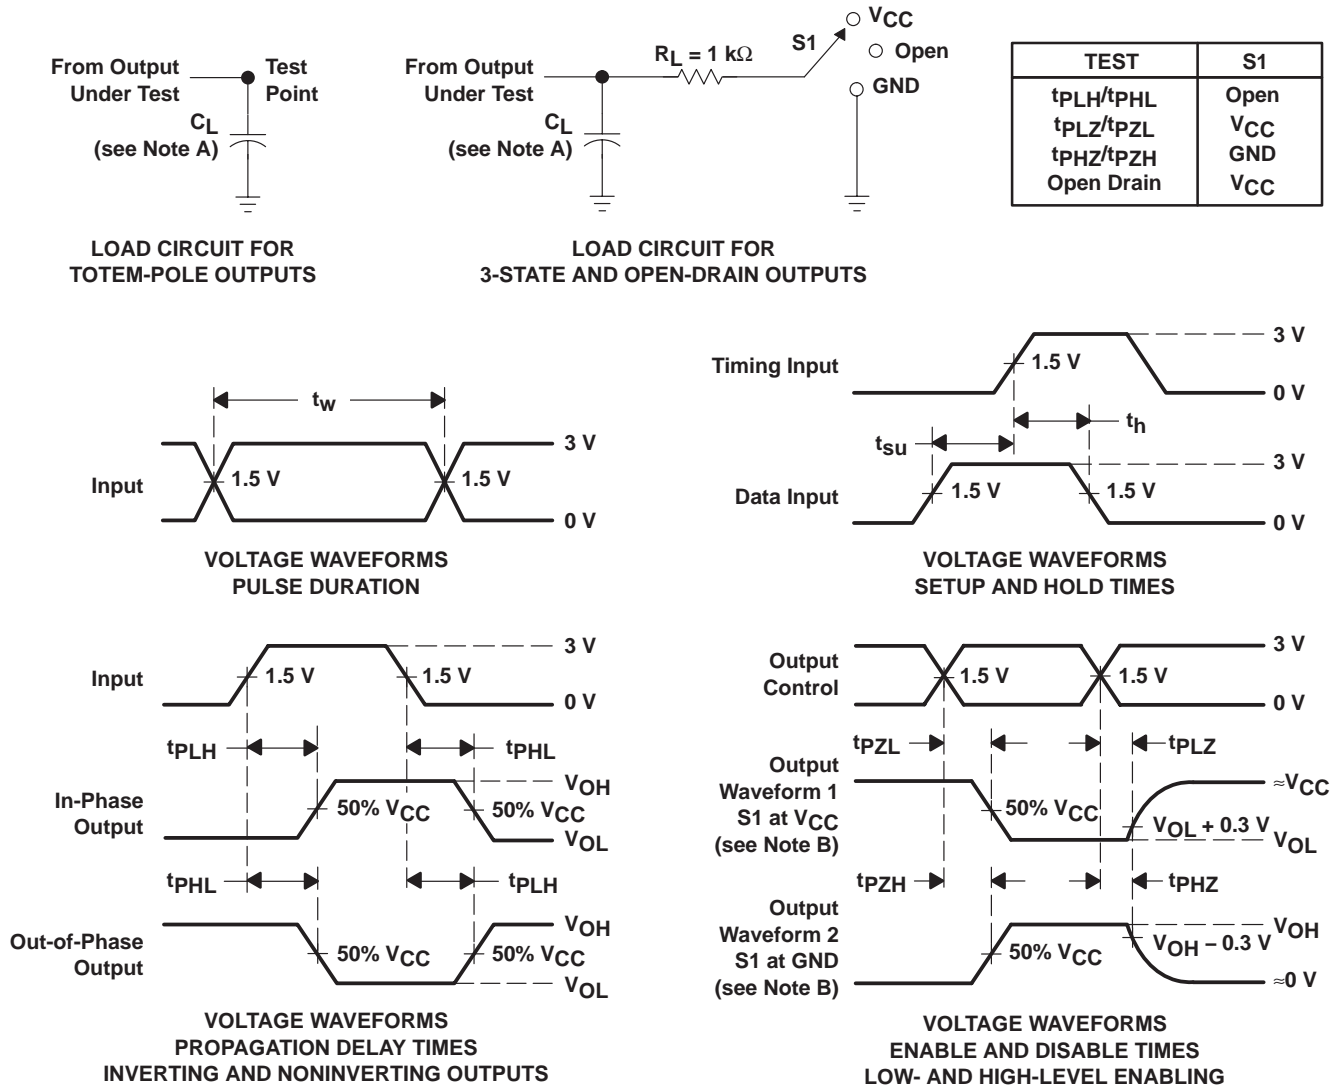 From Output
Under Test
Test
Point
CL
(see Note A)
LOAD CIRCUIT FOR
TOTEM-POLE OUTPUTS
From Output
Under Test
RL = 1 kΩ
S1
VCC
Open
GND
CL
(see Note A)
LOAD CIRCUIT FOR
3-STATE AND OPEN-DRAIN OUTPUTS
TEST S1
tPLH/tPHL Open
tPLZ/tPZL VCC
tPHZ/tPZH GND
Open Drain VCC
tw
Input
1.5 V
1.5 V
3 V
0 V
VOLTAGE WAVEFORMS
PULSE DURATION
Timing Input
1.5 V
3 V
0 V
tsu
th
Data Input
1.5 V
1.5 V
3 V
0 V
VOLTAGE WAVEFORMS
SETUP AND HOLD TIMES
Input
1.5 V
1.5 V
3 V
0 V
tPLH
tPHL
In-Phase
Output
50% VCC
50% VCC
VOH
VOL
tPHL
tPLH
Out-of-Phase
Output
50% VCC
50% VCC
VOH
VOL
VOLTAGE WAVEFORMS
PROPAGATION DELAY TIMES
INVERTING AND NONINVERTING OUTPUTS
Output
Control
1.5 V
1.5 V
3 V
0 V
tPZL
tPLZ
Output
Waveform 1
S1 at VCC
(see Note B)
50% VCC
VOL + 0.3 V
≈VCC
VOL
tPZH
tPHZ
Output
Waveform 2
S1 at GND
(see Note B)
50% VCC
VOH − 0.3 V
VOH
≈0 V
VOLTAGE WAVEFORMS
ENABLE AND DISABLE TIMES
LOW- AND HIGH-LEVEL ENABLING